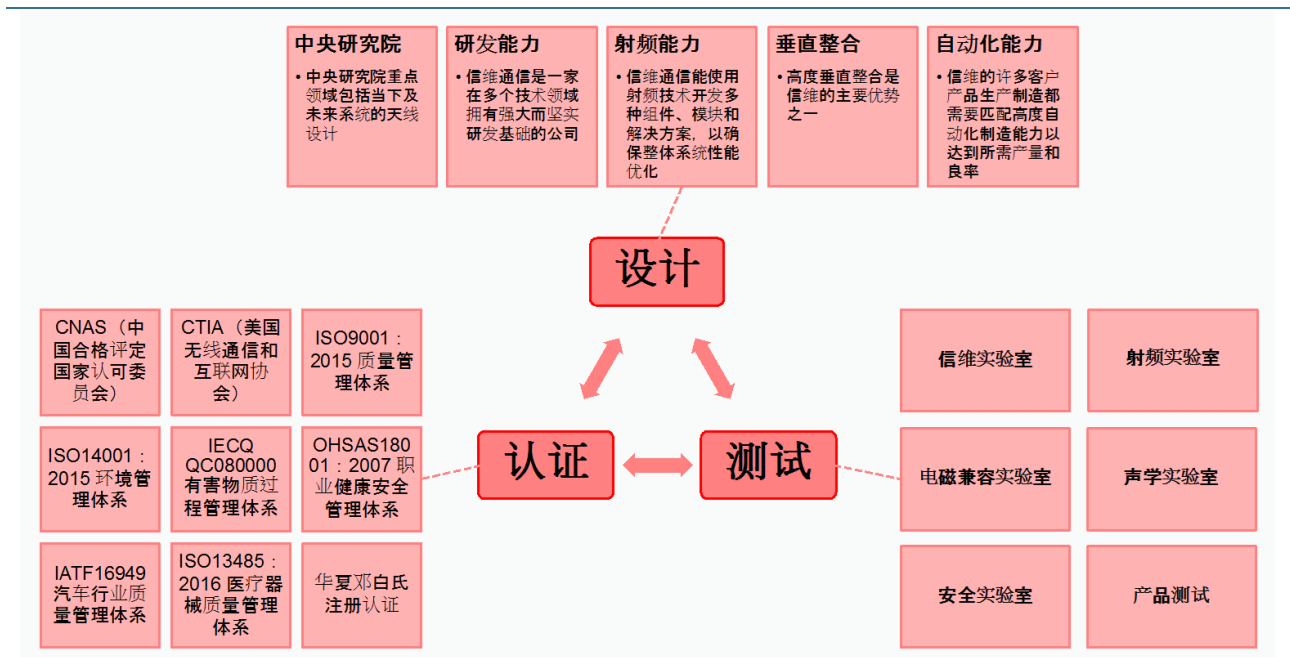 中央研究院
• 中央研究院重点
领域包括当下及
未来系统的天线
设计
研发能力
• 信维通信是一家
在多个技术领域
拥有强大而坚实
研发基础的公司
射频能力
• 信维通信能使用
射频技术开发多
种组件、模块和
解决方案，以确
保整体系统性能
优化
垂直整合
• 高度垂直整合是
信维的主要优势
之一
自动化能力
• 信维的许多客户
产品生产制造都
需要匹配高度自
动化制造能力以
达到所需产量和
良率
设计
CNAS（中
国合格评定
国家认可委
员会）
CTIA（美国
无线通信和
互联网协
会）
ISO9001：
2015 质量管
理体系
ISO14001：
2015 环境管
理体系
IECQ
QC080000
有害物质过
程管理体系
OHSAS180
01：2007 职
业健康安全
管理体系
IATF16949
汽车行业质
量管理体系
ISO13485：
2016 医疗器
械质量管理
体系
华夏邓白氏
注册认证
认证
测试
信维实验室
射频实验室
电磁兼容实验室
声学实验室
安全实验室
产品测试